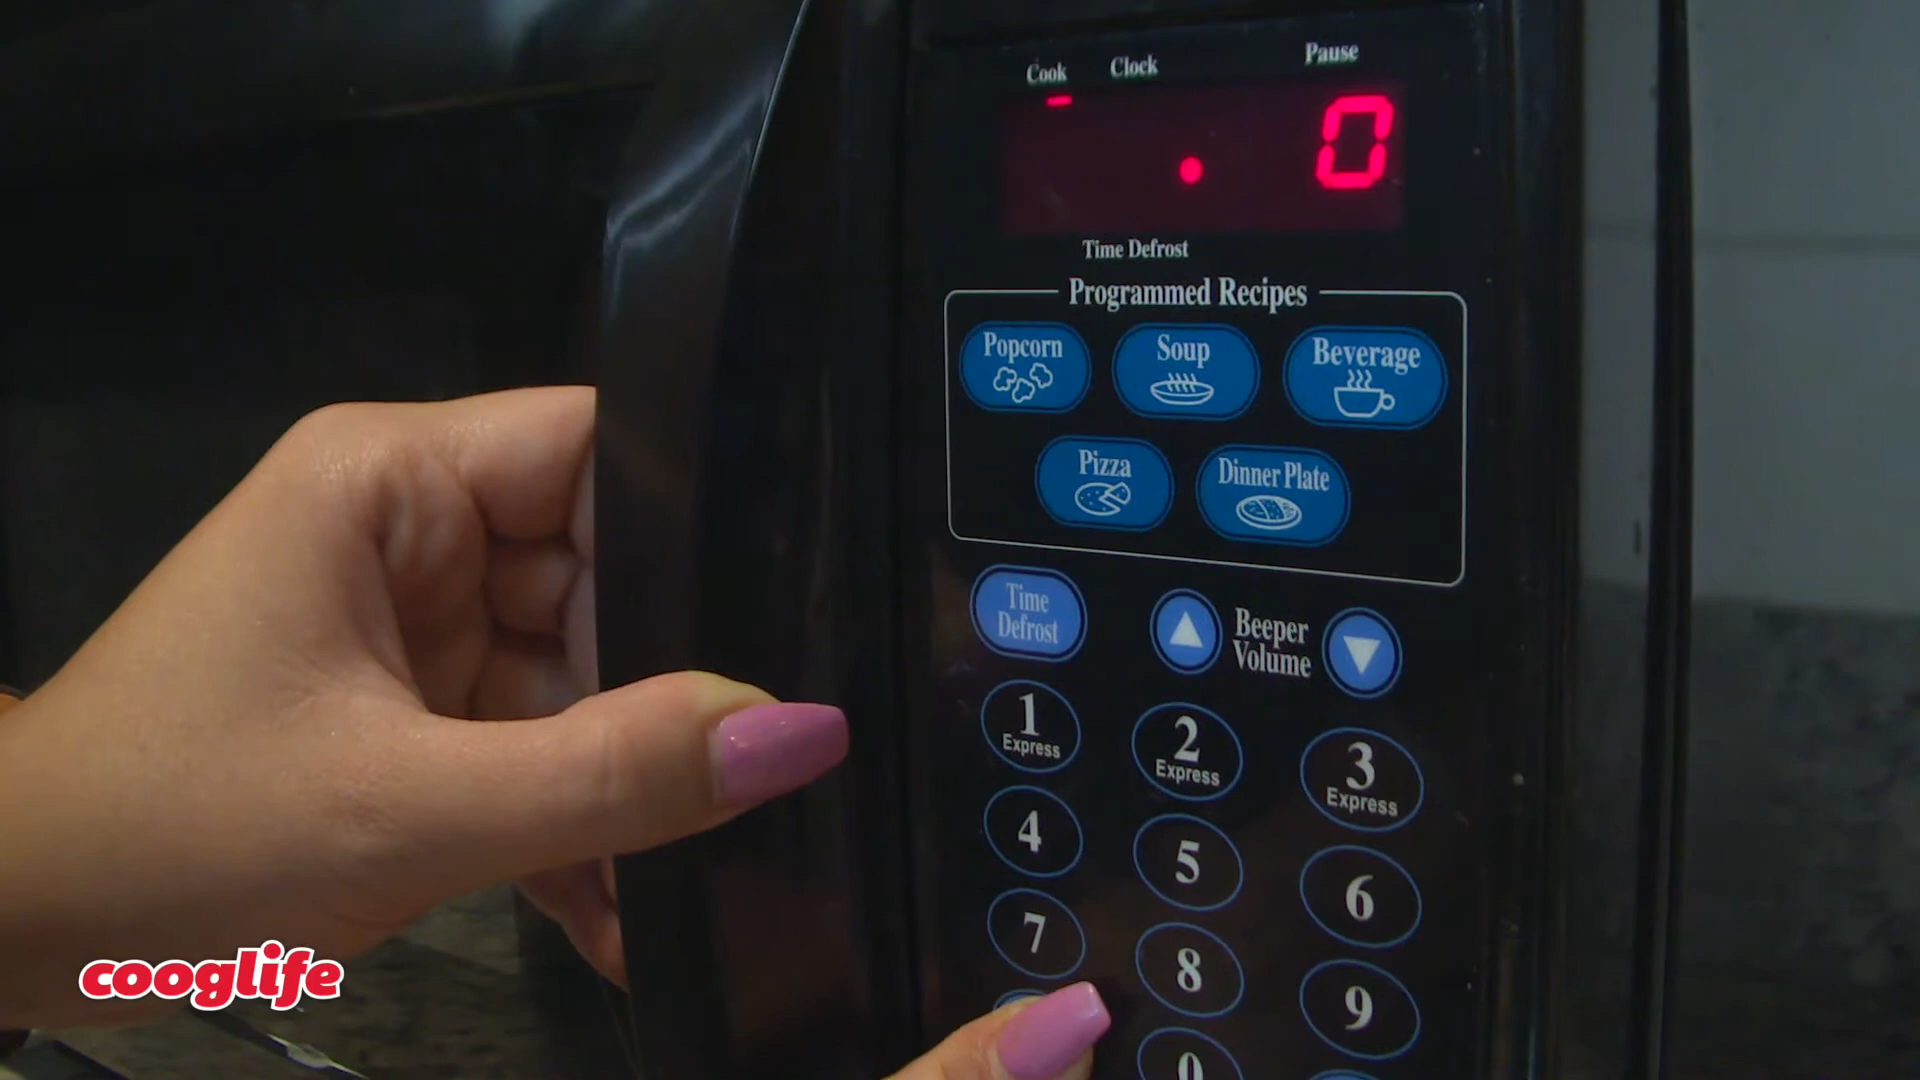 Cook Clock Pause
. 0
Time Defrost
Programmed Recipes
Popcorn Soup Beverage
Pizza Dinner Plate
Time
Defrost
Beeper
Volume
1 2 3
Express Express Express
4 5 6
7 8 9
0
cooglife